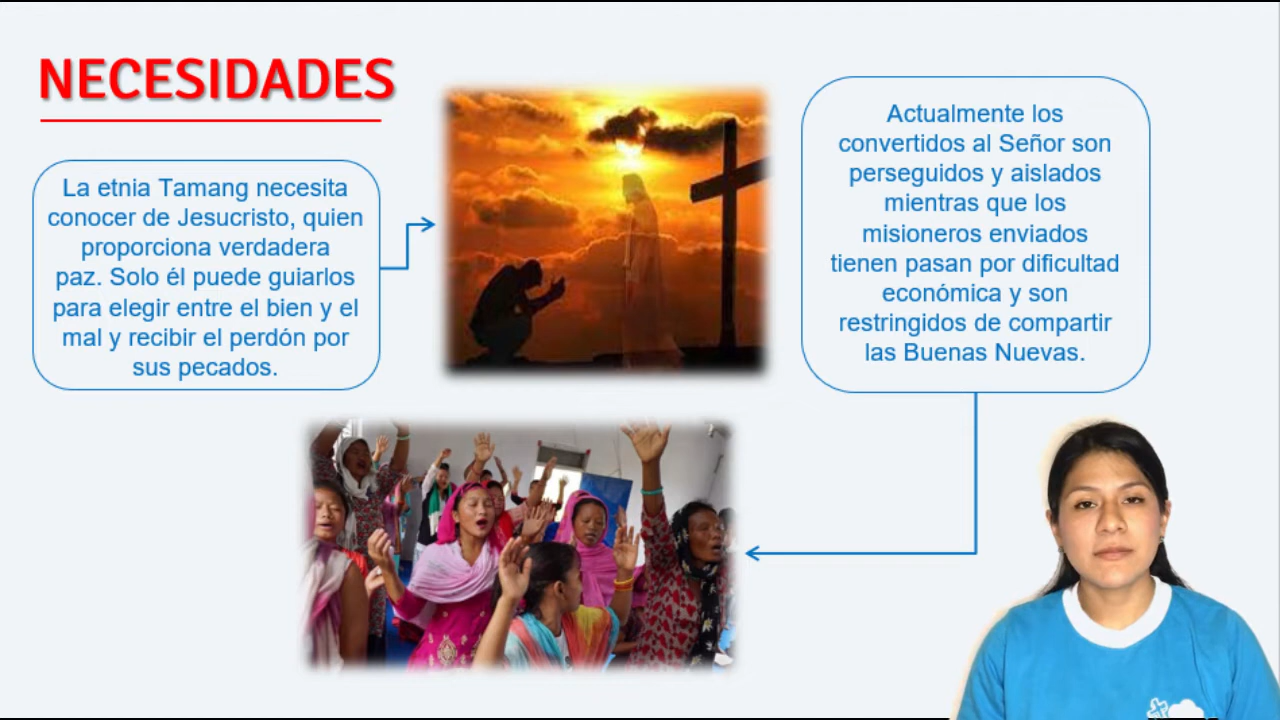 NECESIDADES
La etnia Tamang necesita
conocer de Jesucristo, quien
proporciona verdadera
paz. Solo él puede guiarlos
para elegir entre el bien y el
mal y recibir el perdón por
sus pecados.
Actualmente los
convertidos al Señor son
perseguidos y aislados
mientras que los
misioneros enviados
tienen pasan por dificultad
económica y son
restringidos de compartir
las Buenas Nuevas.